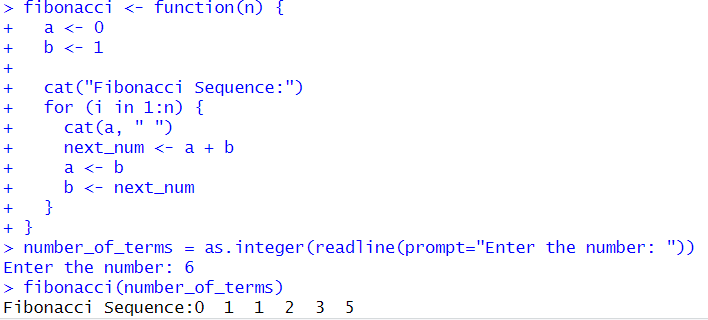 > fibonacci <- function(n) {
+   a <- 0
+   b <- 1
+
+   cat("Fibonacci Sequence:")
+   for (i in 1:n) {
+     cat(a, " ")
+     next_num <- a + b
+     a <- b
+     b <- next_num
+   }
+ }
> number_of_terms = as.integer(readline(prompt="Enter the number: "))
Enter the number: 6
> fibonacci(number_of_terms)
Fibonacci Sequence:0  1  1  2  3  5